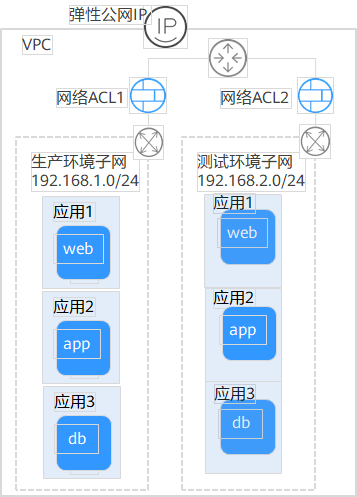 弹性公网IP
IP
VPC
网络ACL1
网络ACL2
生产环境子网
192.168.1.0/24
测试环境子网
192.168.2.0/24
应用1
web
应用2
app
应用3
db
应用1
web
应用2
app
应用3
db